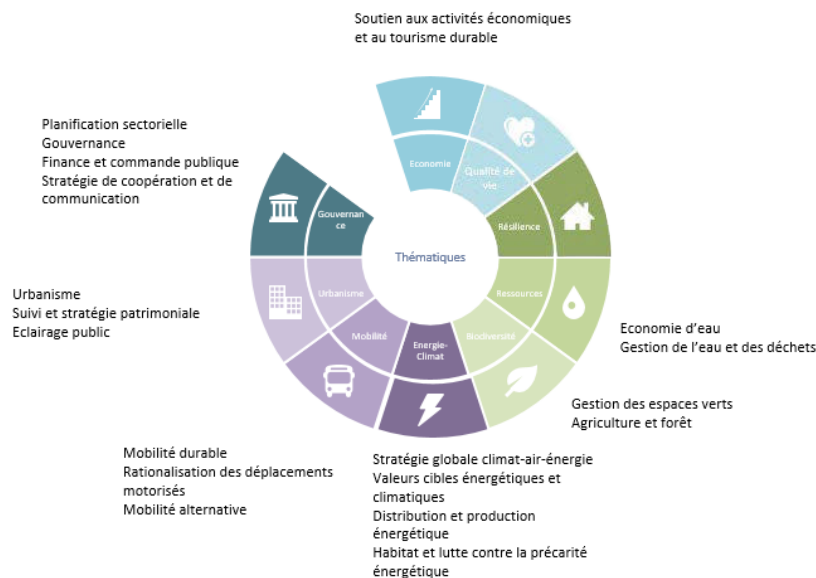 Soutien aux activités économiques
et au tourisme durable
Planification sectorielle
Gouvernance
Finance et commande publique
Stratégie de coopération et de
communication
Economie
Qualité de
vie
Gouvernan
ce
Résilience
Thématiques
Urbanisme
Ressources
Urbanisme
Suivi et stratégie patrimoniale
Eclairage public
Mobilité
Energie-
Climat
Biodiversité
Economie d’eau
Gestion de l’eau et des déchets
Gestion des espaces verts
Agriculture et forêt
Mobilité durable
Rationalisation des déplacements
motorisés
Mobilité alternative
Stratégie globale climat-air-énergie
Valeurs cibles énergétiques et
climatiques
Distribution et production
énergétique
Habitat et lutte contre la précarité
énergétique